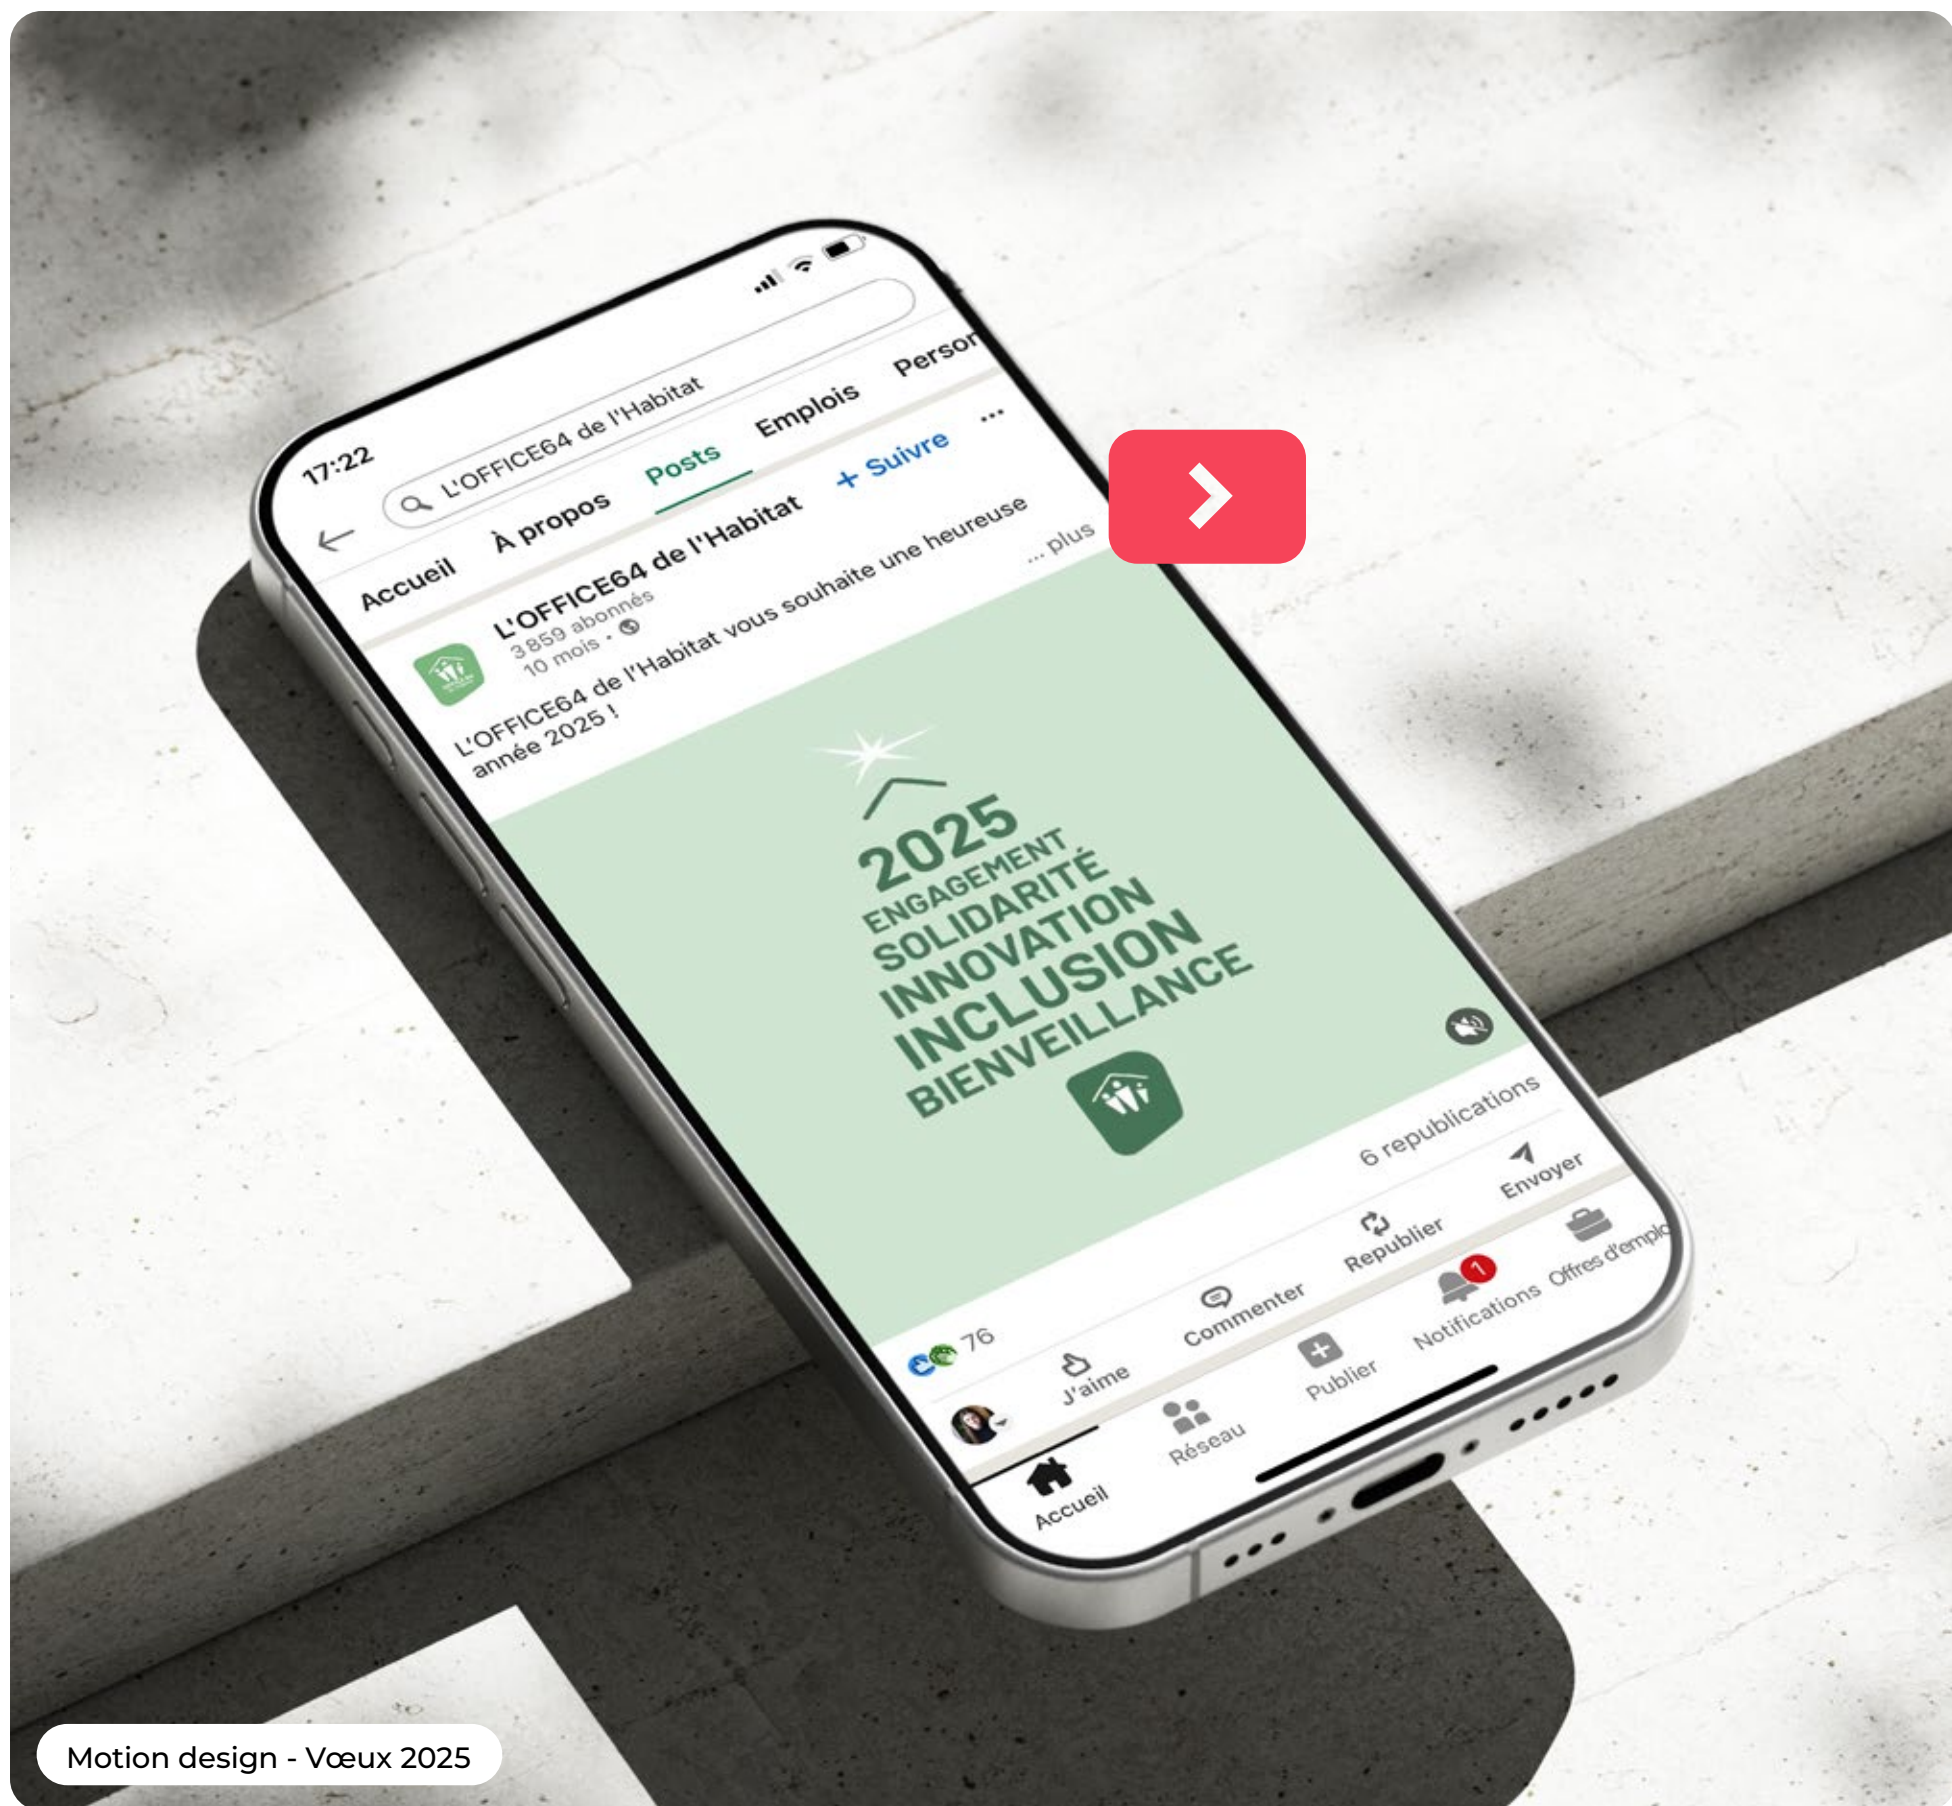 17:22
L'OFFICE64 de l'Habitat
Accueil À propos Posts Emplois Person
L'OFFICE64 de l'Habitat + Suivre ...
3 859 abonnés
10 mois •
L'OFFICE64 de l'Habitat vous souhaite une heureuse
année 2025 ! ... plus
2025
ENGAGEMENT
SOLIDARITÉ
INNOVATION
INCLUSION
BIENVEILLANCE
76 6 republications
J'aime Commenter Republier Envoyer
1
Accueil Réseau Publier Notifications Offres d'emplo
Motion design - Vœux 2025